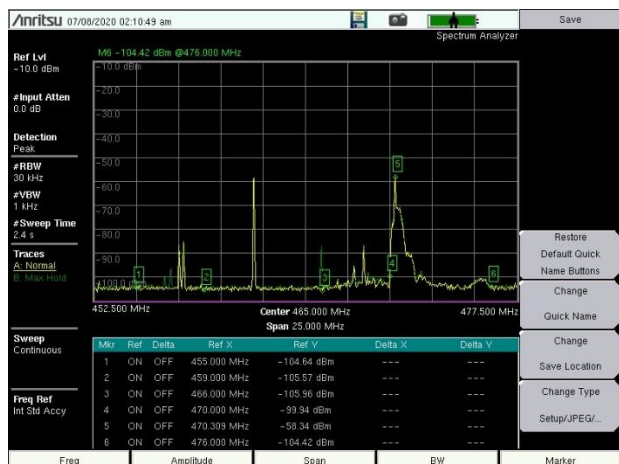 Anritsu 07/08/2020 02:10:49 am
Save
Spectrum Analyzer
M6 -104.42 dBm @476.000 MHz
Ref Lvl
-10.0 dBm
#Input Atten
0.0 dB
Detection
Peak
#RBW
30 kHz
#VBW
1 kHz
#Sweep Time
2.4 s
Traces
A: Normal
B: Max Hold
Sweep
Continuous
Freq Ref
Int Std Accy
-10.0 dBm
-20.0
-30.0
-40.0
-50.0
-60.0
-70.0
-80.0
-90.0
1
2
3
4
5
6
452.500 MHz
Center 465.000 MHz
477.500 MHz
Span 25.000 MHz
Mkr Ref Delta Ref X Ref Y Delta X Delta Y
1 ON OFF 455.000 MHz -104.64 dBm --- ---
2 ON OFF 459.000 MHz -105.57 dBm --- ---
3 ON OFF 466.000 MHz -105.96 dBm --- ---
4 ON OFF 470.000 MHz -99.94 dBm --- ---
5 ON OFF 470.309 MHz -58.34 dBm --- ---
6 ON OFF 476.000 MHz -104.42 dBm --- ---
Restore
Default Quick
Name Buttons
Change
Quick Name
Change
Save Location
Change Type
Setup/JPEG/...
Freq
Amplitude
Span
BW
Marker